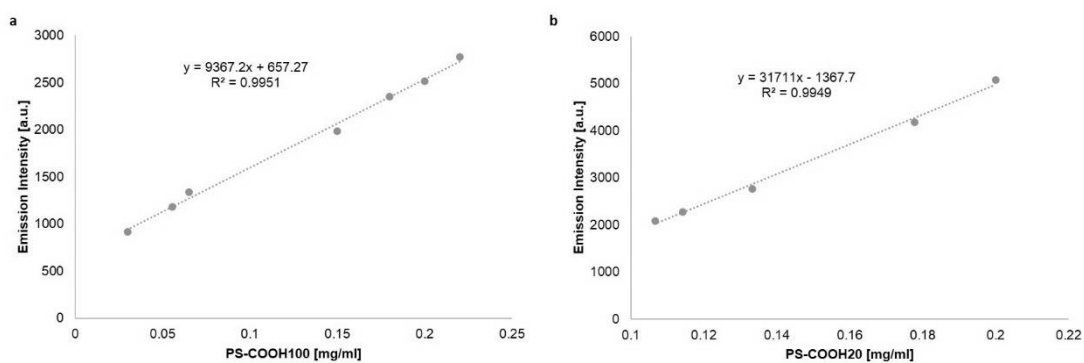 a
3000
2500
2000
1500
1000
500
0
Emission Intensity [a.u.]
y = 9367.2x + 657.27
R² = 0.9951
0 0.05 0.1 0.15 0.2 0.25
PS-COOH100 [mg/ml]
b
6000
5000
4000
3000
2000
1000
0
Emission Intensity [a.u.]
y = 31711x - 1367.7
R² = 0.9949
0.1 0.12 0.14 0.16 0.18 0.2 0.22
PS-COOH20 [mg/ml]